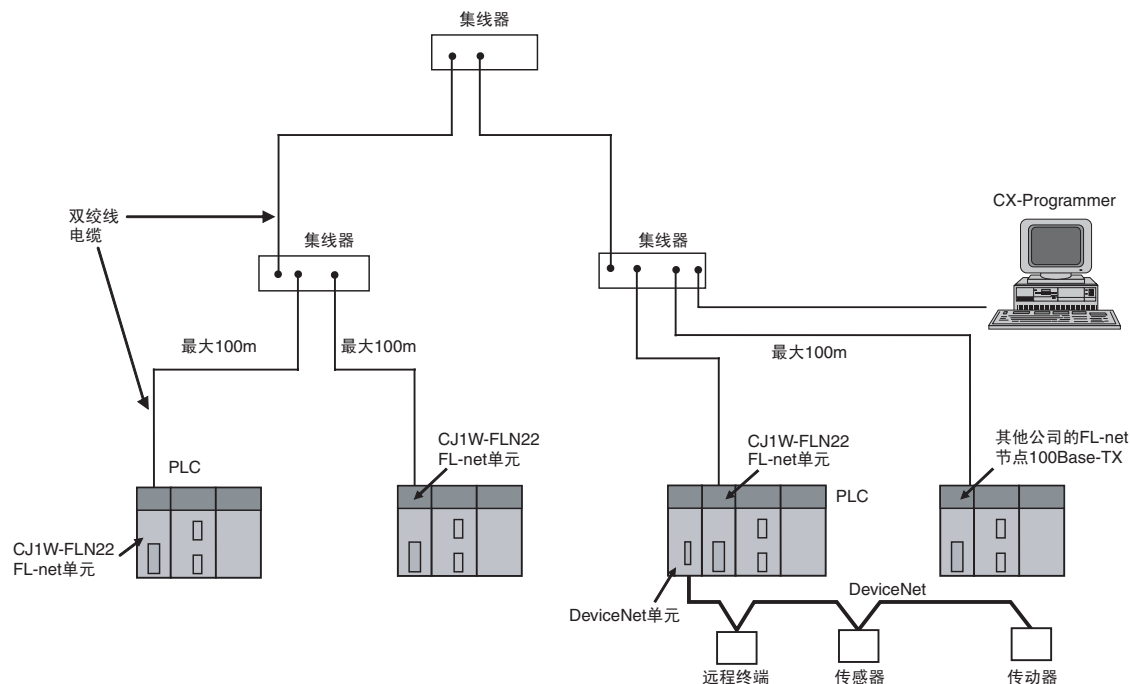 集线器
CX-Programmer
双绞线
电缆
集线器
集线器
最大100m
最大100m
最大100m
CJ1W-FLN22
FL-net单元
CJ1W-FLN22
FL-net单元
其他公司的FL-net
节点100Base-TX
PLC
PLC
CJ1W-FLN22
FL-net单元
DeviceNet单元
DeviceNet
远程终端
传感器
传动器